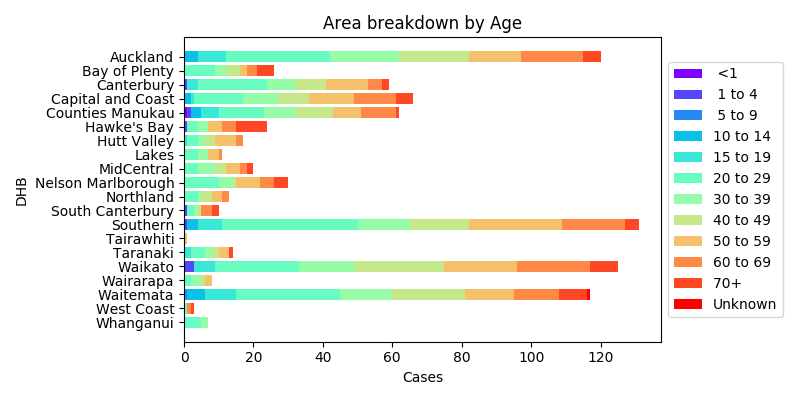 Area breakdown by Age
DHB
Auckland
Bay of Plenty
Canterbury
Capital and Coast
Counties Manukau
Hawke's Bay
Hutt Valley
Lakes
MidCentral
Nelson Marlborough
Northland
South Canterbury
Southern
Tairawhiti
Taranaki
Waikato
Wairarapa
Waitemata
West Coast
Whanganui
0 20 40 60 80 100 120
Cases
<1
1 to 4
5 to 9
10 to 14
15 to 19
20 to 29
30 to 39
40 to 49
50 to 59
60 to 69
70+
Unknown